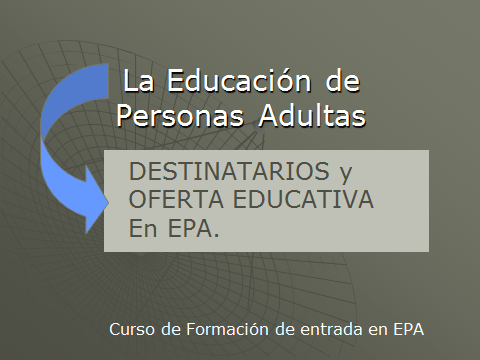 La Educación de
Personas Adultas
DESTINATARIOS y
OFERTA EDUCATIVA
En EPA.
Curso de Formación de entrada en EPA